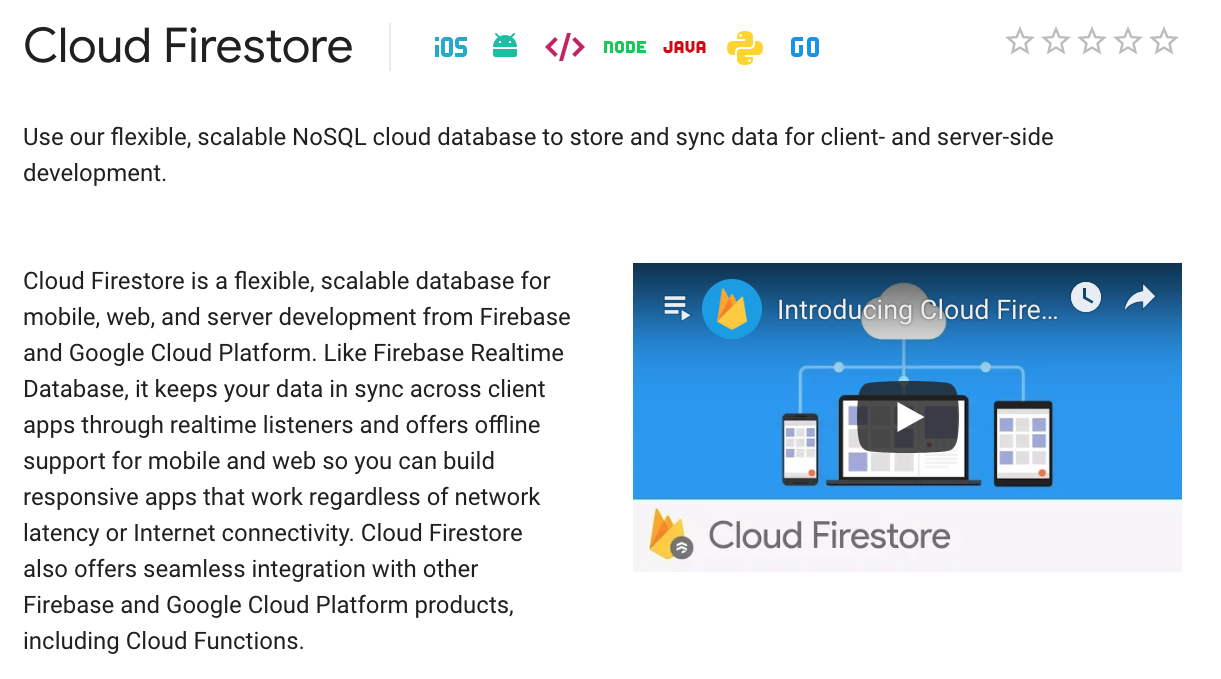 Cloud Firestore
iOS </> NODE JAVA GO
Use our flexible, scalable NoSQL cloud database to store and sync data for client- and server-side
development.
Cloud Firestore is a flexible, scalable database for
mobile, web, and server development from Firebase
and Google Cloud Platform. Like Firebase Realtime
Database, it keeps your data in sync across client
apps through realtime listeners and offers offline
support for mobile and web so you can build
responsive apps that work regardless of network
latency or Internet connectivity. Cloud Firestore
also offers seamless integration with other
Firebase and Google Cloud Platform products,
including Cloud Functions.
Introducing Cloud Fire...
Cloud Firestore